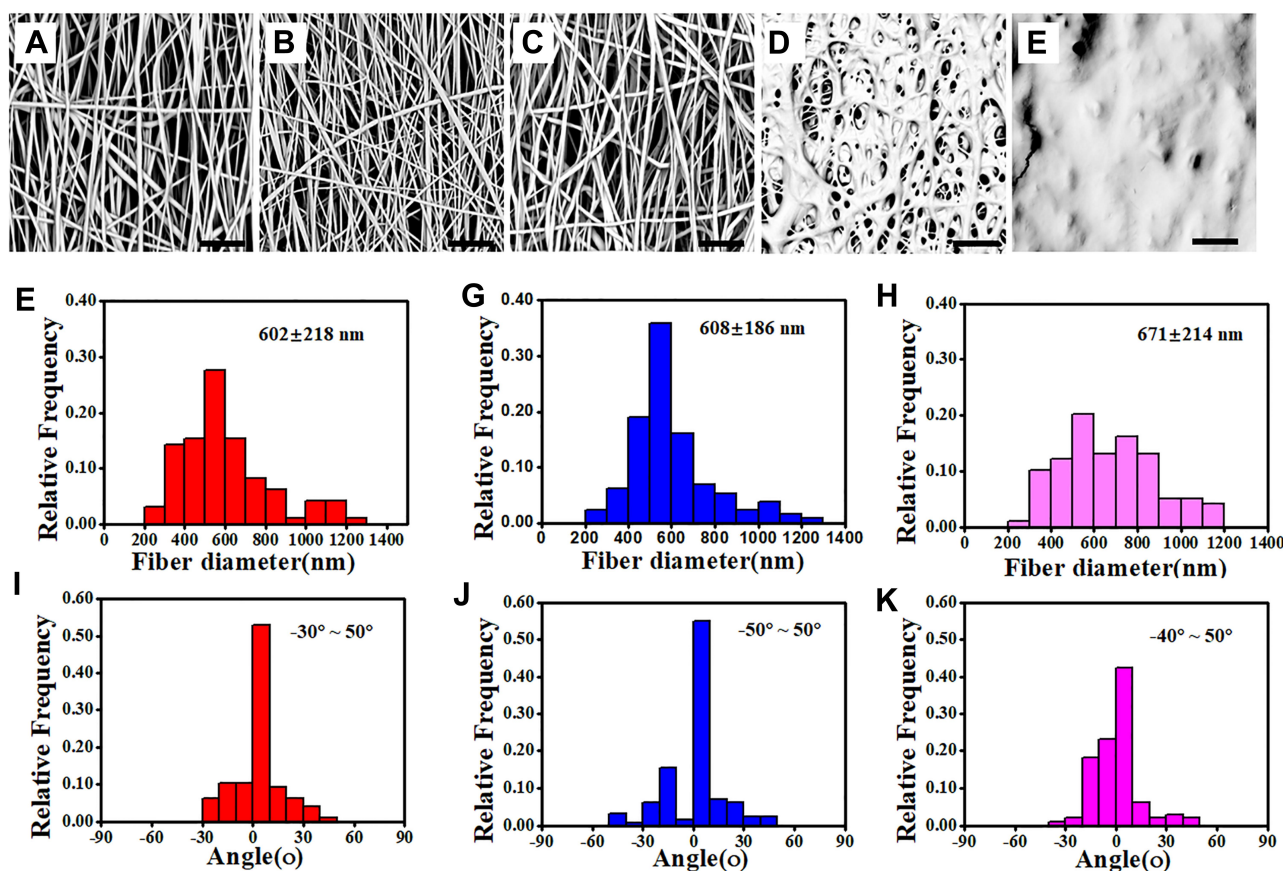 A
B
C
D
E
E
Relative Frequency
0.40
0.30
0.20
0.10
0.00
602±218 nm
0 200 400 600 800 1000 1200 1400
Fiber diameter(nm)
G
Relative Frequency
0.40
0.30
0.20
0.10
0.00
608±186 nm
0 200 400 600 800 1000 1200 1400
Fiber diameter(nm)
H
Relative Frequency
0.40
0.30
0.20
0.10
0.00
671±214 nm
0 200 400 600 800 1000 1200 1400
Fiber diameter(nm)
I
Relative Frequency
0.60
0.50
0.40
0.30
0.20
0.10
0.00
-30° ~ 50°
-90 -60 -30 0 30 60 90
Angle(o)
J
Relative Frequency
0.60
0.50
0.40
0.30
0.20
0.10
0.00
-50° ~ 50°
-90 -60 -30 0 30 60 90
Angle(o)
K
Relative Frequency
0.60
0.50
0.40
0.30
0.20
0.10
0.00
-40° ~ 50°
-90 -60 -30 0 30 60 90
Angle(o)